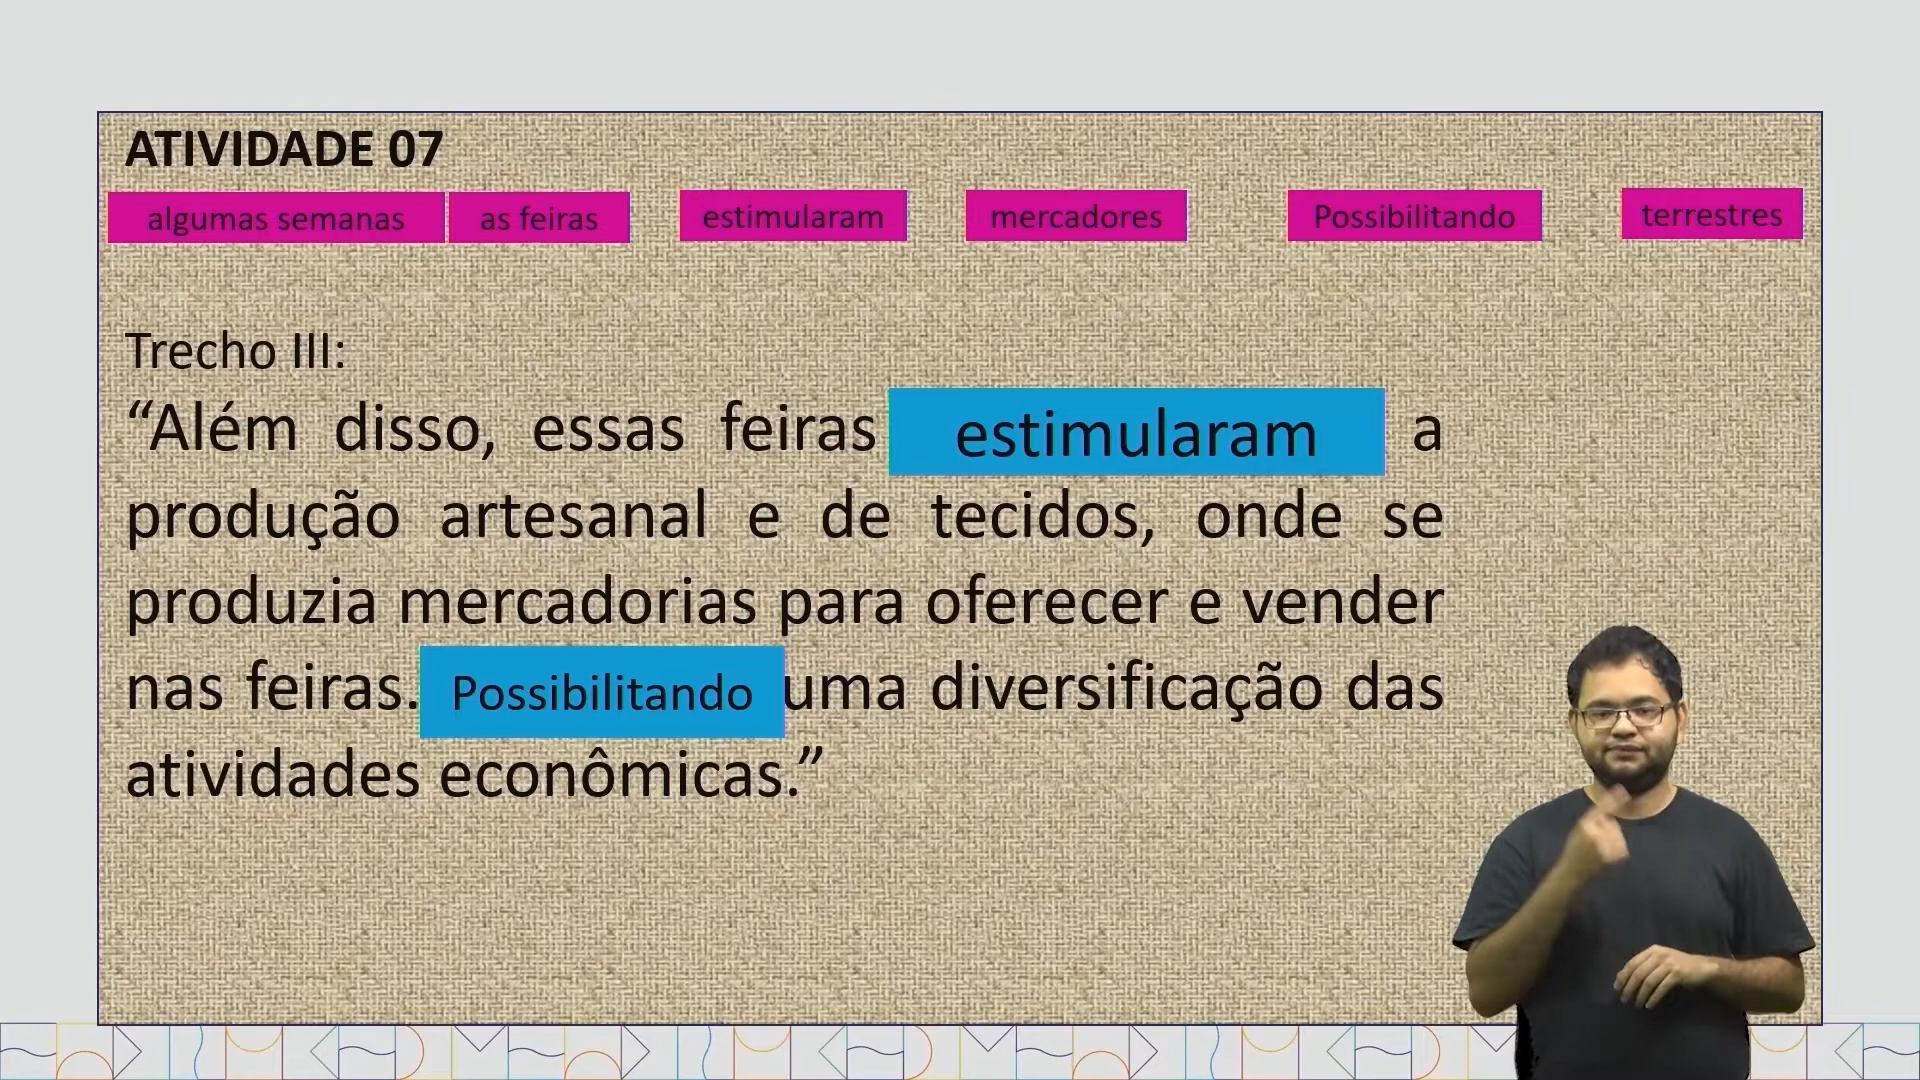 ATIVIDADE 07
algumas semanas as feiras estimularam mercadores Possibilitando terrestres
Trecho III:
“Além disso, essas feiras estimularam a
produção artesanal e de tecidos, onde se
produzia mercadorias para oferecer e vender
nas feiras. Possibilitando uma diversificação das
atividades econômicas.”